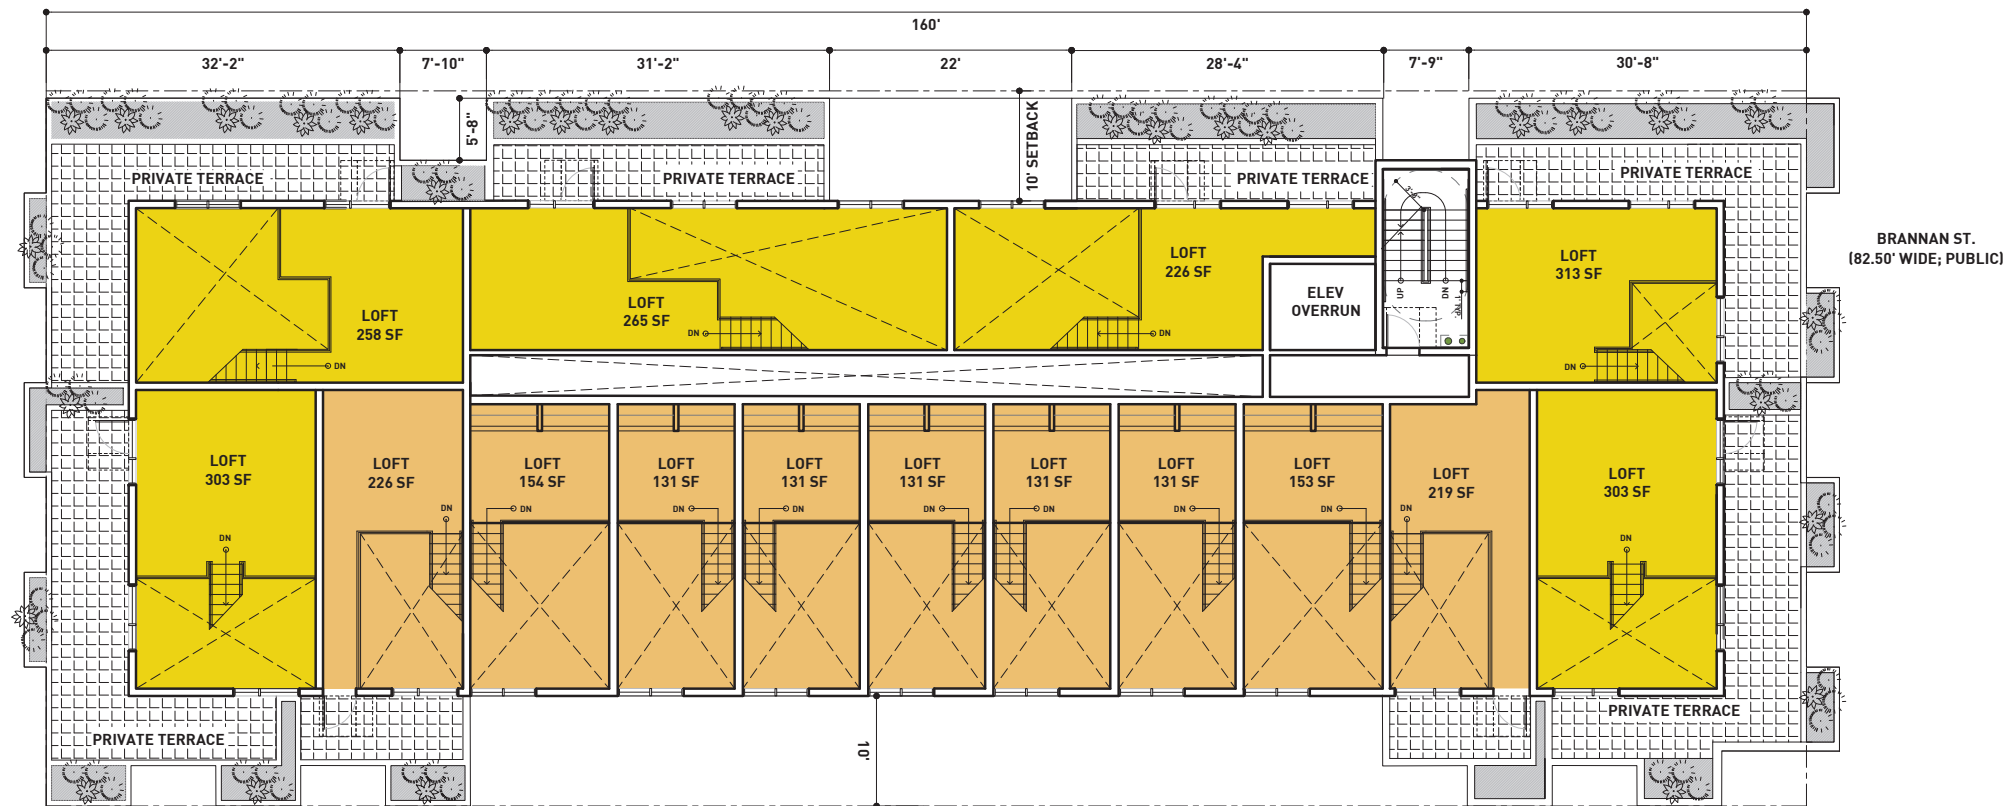 160'
32'-2"
7'-10"
31'-2"
22'
28'-4"
7'-9"
30'-8"
5'-8"
10' SETBACK
PRIVATE TERRACE
PRIVATE TERRACE
PRIVATE TERRACE
PRIVATE TERRACE
BRANNAN ST.
(82.50' WIDE; PUBLIC)
LOFT
258 SF
DN
LOFT
265 SF
DN
LOFT
226 SF
DN
ELEV
OVERRUN
UP
DN
LOFT
313 SF
DN
LOFT
303 SF
DN
LOFT
226 SF
DN
LOFT
154 SF
DN
LOFT
131 SF
DN
LOFT
131 SF
DN
LOFT
131 SF
DN
LOFT
131 SF
DN
LOFT
131 SF
DN
LOFT
153 SF
DN
LOFT
219 SF
DN
LOFT
303 SF
DN
PRIVATE TERRACE
10'
PRIVATE TERRACE